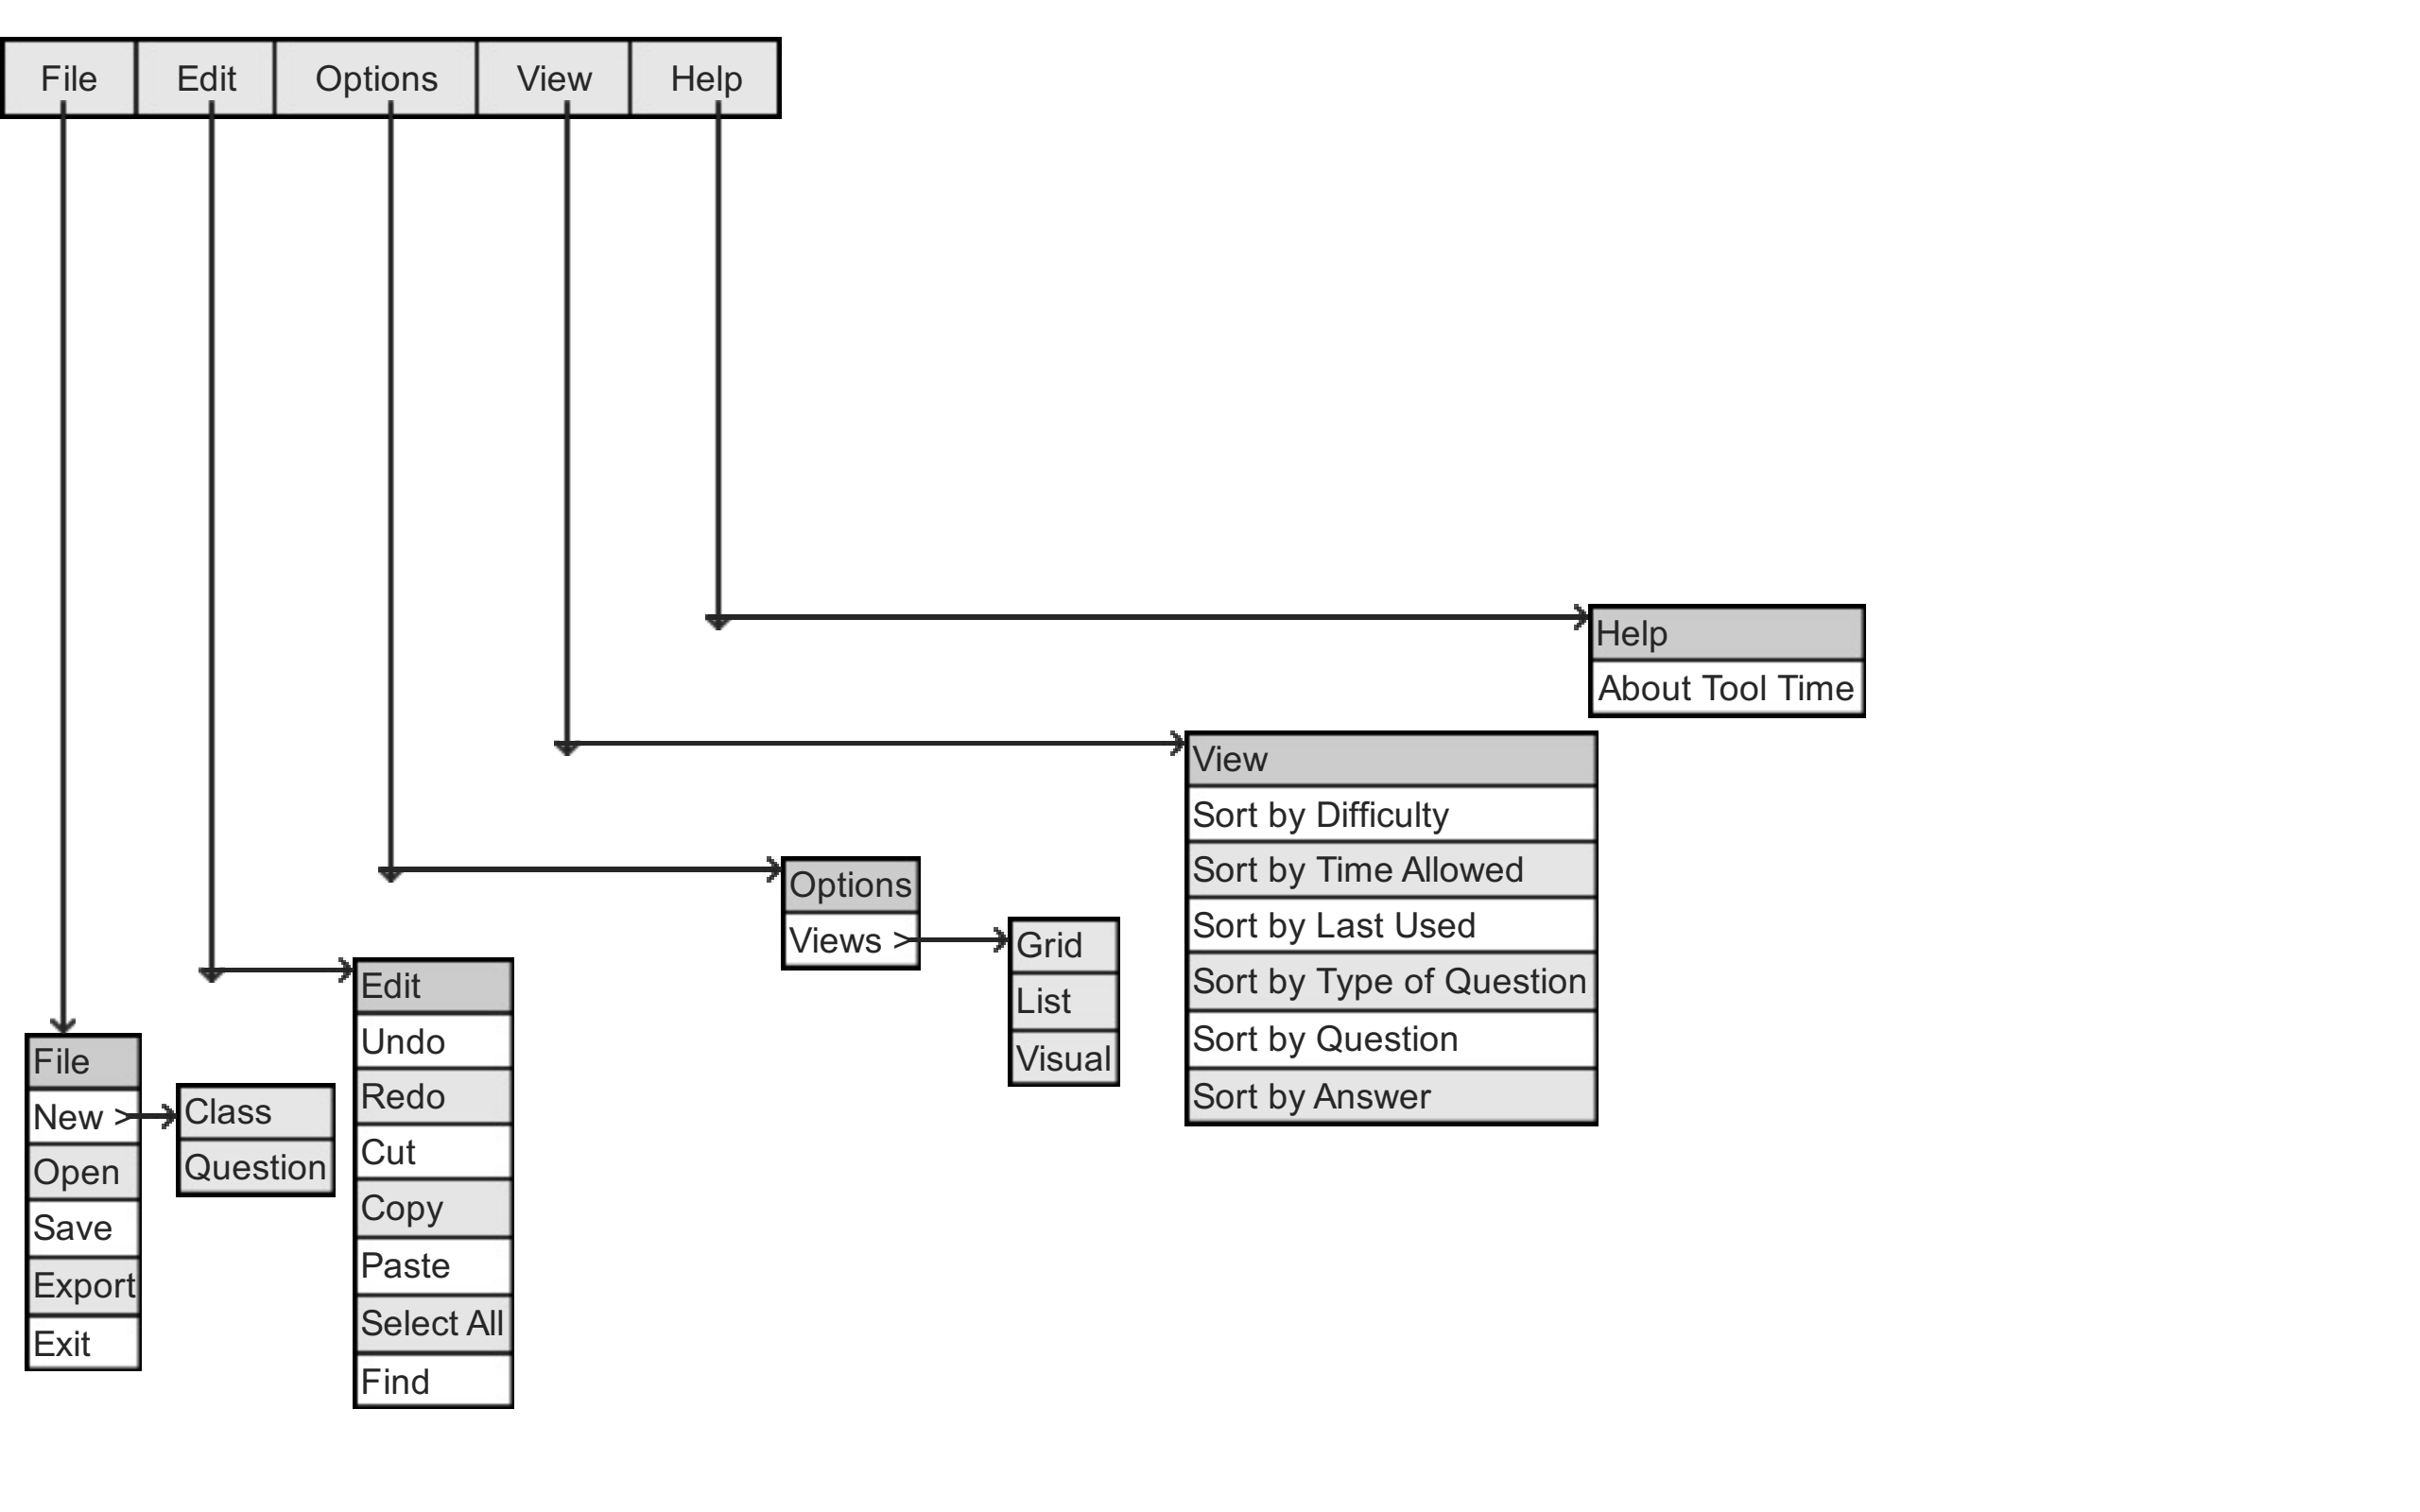 File Edit Options View Help
Help
About Tool Time
View
Sort by Difficulty
Sort by Time Allowed
Sort by Last Used
Sort by Type of Question
Sort by Question
Sort by Answer
Options
Views >
Grid
List
Visual
Edit
Undo
Redo
Cut
Copy
Paste
Select All
Find
File
New >
Open
Save
Export
Exit
Class
Question